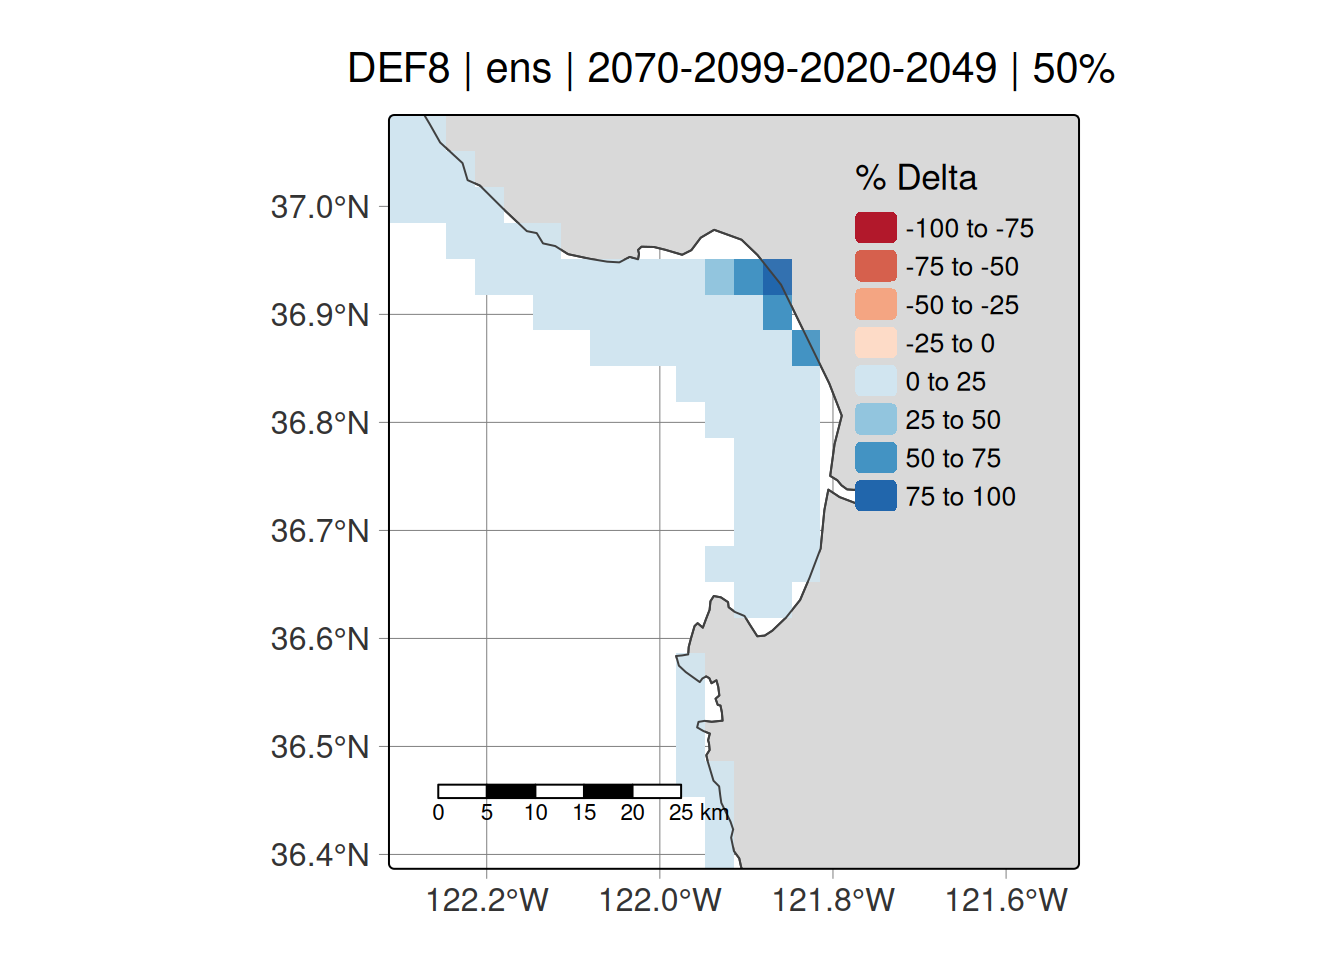 DEF8 | ens | 2070-2099-2020-2049 | 50%
% Delta
-100 to -75
-75 to -50
-50 to -25
-25 to 0
0 to 25
25 to 50
50 to 75
75 to 100
37.0°N
36.9°N
36.8°N
36.7°N
36.6°N
36.5°N
36.4°N
0 5 10 15 20 25 km
122.2°W 122.0°W 121.8°W 121.6°W